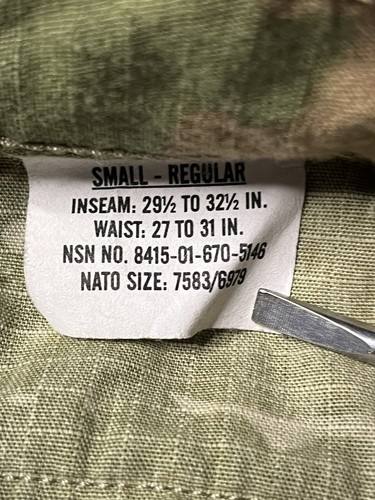 SMALL - REGULAR
INSEAM: 29½ TO 32½ IN.
WAIST: 27 TO 31 IN.
NSN NO. 8415-01-670-5146
NATO SIZE: 7583/6979